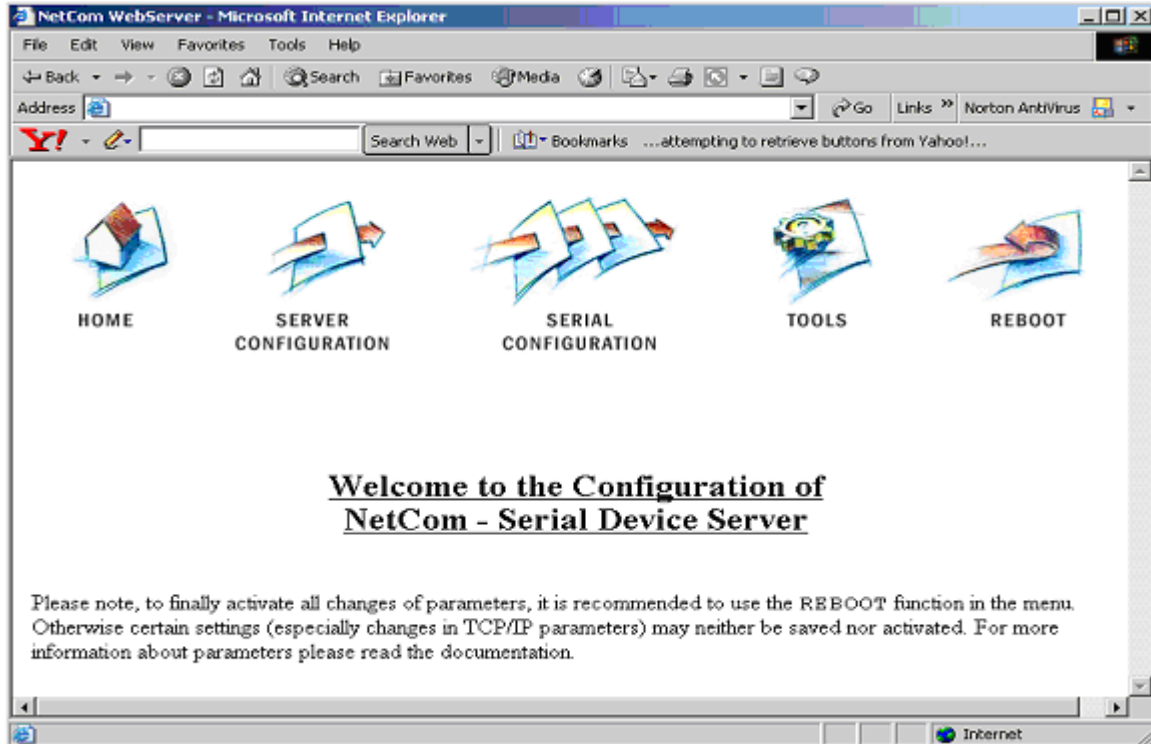 NetCom WebServer - Microsoft Internet Explorer
File Edit View Favorites Tools Help
Back Search Favorites Media
Address Go Links » Norton AntiVirus
Y! Search Web Bookmarks ...attempting to retrieve buttons from Yahoo!...
HOME
SERVER
CONFIGURATION
SERIAL
CONFIGURATION
TOOLS
REBOOT
Welcome to the Configuration of
NetCom - Serial Device Server
Please note, to finally activate all changes of parameters, it is recommended to use the REBOOT function in the menu.
Otherwise certain settings (especially changes in TCP/IP parameters) may neither be saved nor activated. For more
information about parameters please read the documentation.
Internet